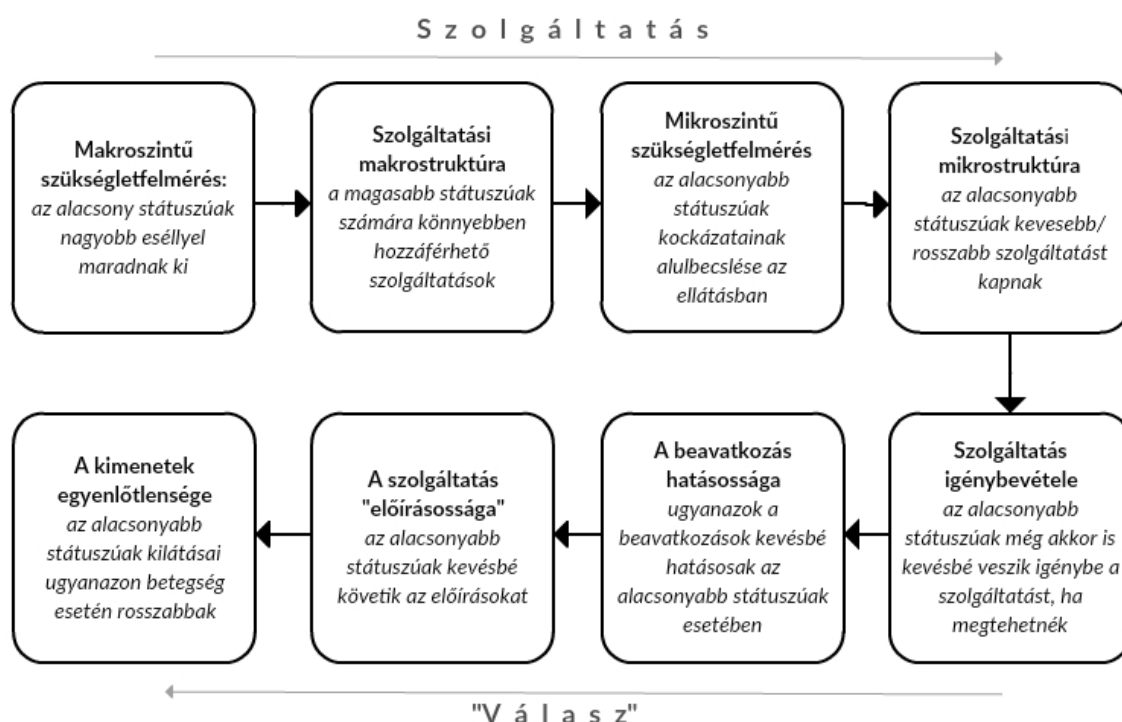 Szolgáltatás
Makroszintű
szükségletfelmérés:
az alacsony státuszúak
nagyobb eséllyel
maradnak ki
Szolgáltatási
makrostruktúra
a magasabb státuszúak
számára könnyebben
hozzáférhető
szolgáltatások
Mikroszintű
szükségletfelmérés
az alacsonyabb
státuszúak
kockázatainak
alulbecslése az
ellátásban
Szolgáltatási
mikrostruktúra
az alacsonyabb
státuszúak kevesebb/
rosszabb szolgáltatást
kapnak
Szolgáltatás
igénybevétele
az alacsonyabb
státuszúak még akkor is
kevésbé veszik igénybe a
szolgáltatást, ha
megtehetnék
A beavatkozás
hatásossága
ugyanazok a
beavatkozások kevésbé
hatásosak az
alacsonyabb státuszúak
esetében
A szolgáltatás
"előírásossága"
az alacsonyabb
státuszúak kevésbé
követik az előírásokat
A kimenetek
egyenlőtlensége
az alacsonyabb
státuszúak kilátásai
ugyanazon betegség
esetén rosszabbak
"Válasz"